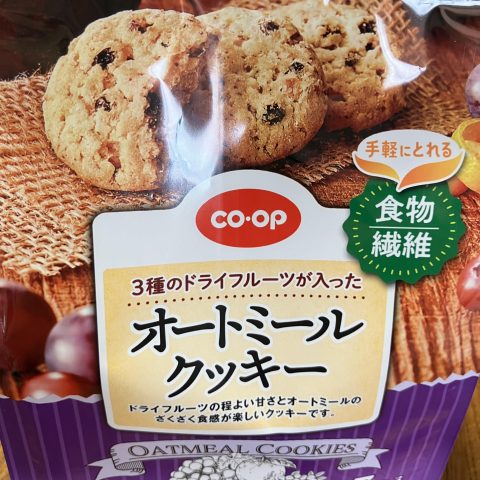 手軽にとれる
食物
繊維
CO·OP
3種のドライフルーツが入った
オートミール
クッキー
ドライフルーツの程よい甘さとオートミールの
ざくざく食感が楽しいクッキーです。
OATMEAL COOKIES